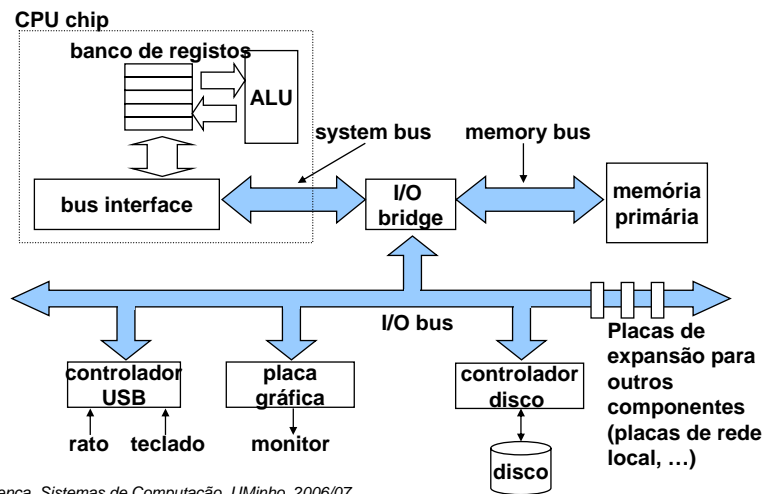 CPU chip
banco de registos
ALU
system bus
memory bus
bus interface
I/O
bridge
memória
primária
I/O bus
Placas de
expansão para
outros
componentes
(placas de rede
local, …)
controlador
USB
placa
gráfica
controlador
disco
rato
teclado
monitor
disco
Sistemas de Computação, UMinho, 2006/07